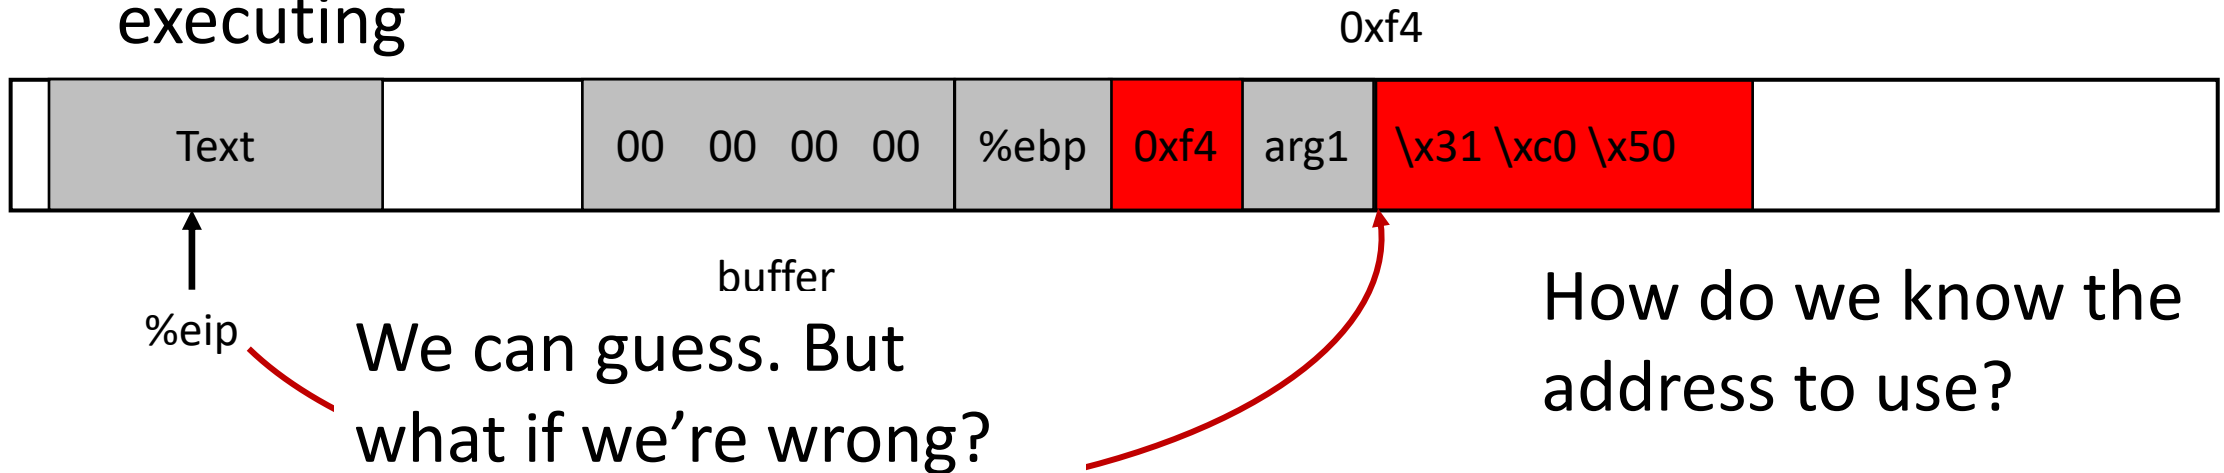 executing
0xf4
Text 00 00 00 00 %ebp 0xf4 arg1 \x31 \xc0 \x50
buffer
%eip
We can guess. But
what if we’re wrong?
How do we know the
address to use?